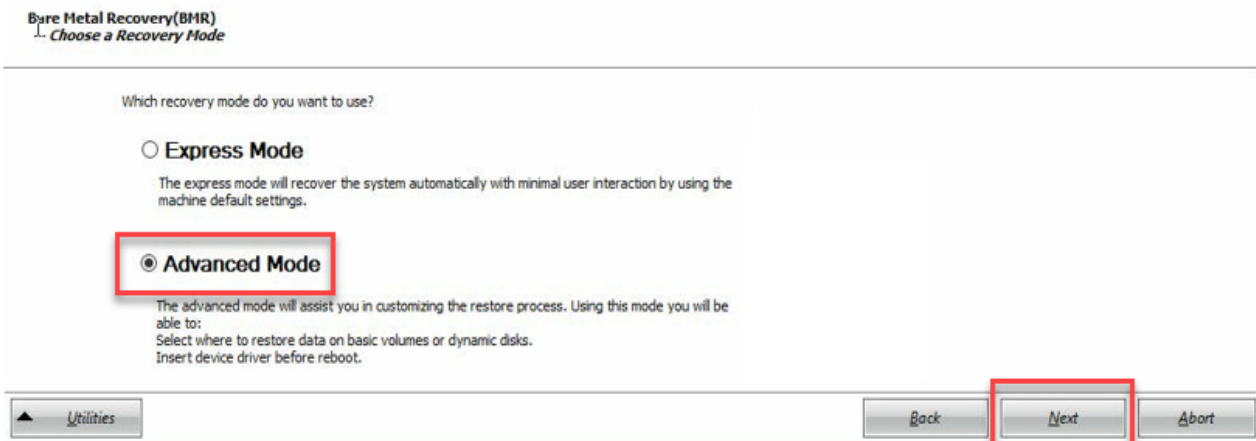 Bare Metal Recovery(BMR)
Choose a Recovery Mode
Which recovery mode do you want to use?
Express Mode
The express mode will recover the system automatically with minimal user interaction by using the
machine default settings.
Advanced Mode
The advanced mode will assist you in customizing the restore process. Using this mode you will be
able to:
Select where to restore data on basic volumes or dynamic disks.
Insert device driver before reboot.
Utilities
Back
Next
Abort